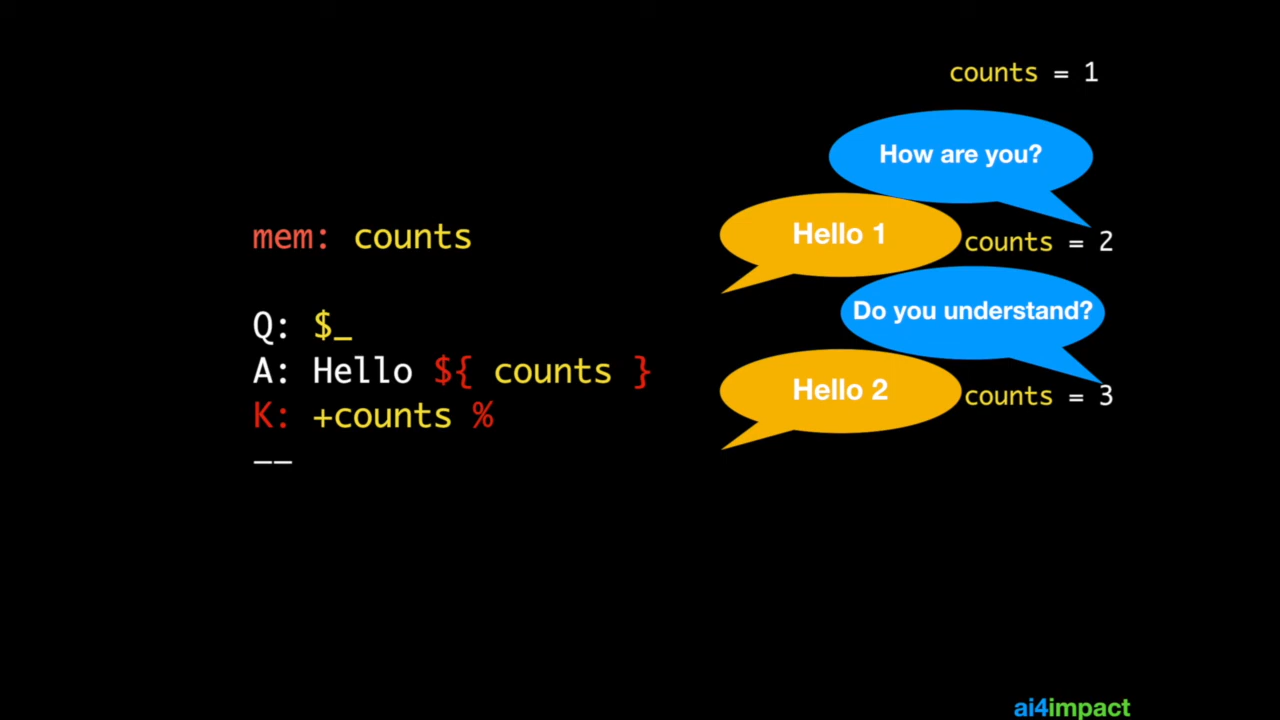 mem: counts
Q: $_
A: Hello ${ counts }
K: +counts %
__
counts = 1
How are you?
Hello 1
counts = 2
Do you understand?
Hello 2
counts = 3
ai4impact